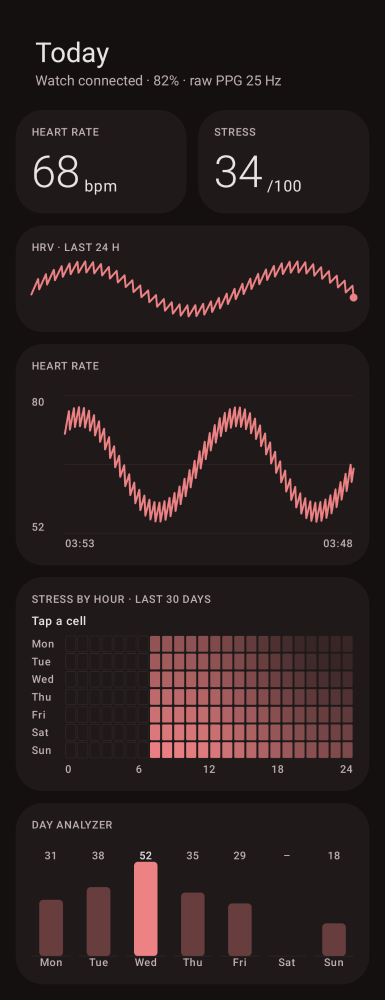 Today
Watch connected · 82% · raw PPG 25 Hz
HEART RATE
68 bpm
STRESS
34 /100
HRV · LAST 24 H
HEART RATE
80
52
03:53 03:48
STRESS BY HOUR · LAST 30 DAYS
Tap a cell
Mon
Tue
Wed
Thu
Fri
Sat
Sun
0 6 12 18 24
DAY ANALYZER
31 38 52 35 29 – 18
Mon Tue Wed Thu Fri Sat Sun